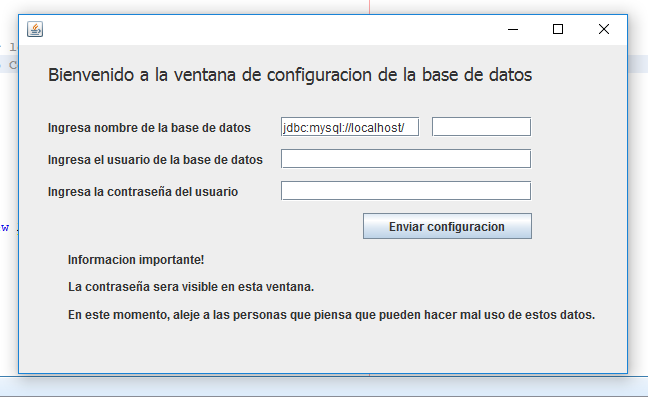 Bienvenido a la ventana de configuracion de la base de datos
Ingresa nombre de la base de datos jdbc:mysql://localhost/
Ingresa el usuario de la base de datos
Ingresa la contraseña del usuario
Enviar configuracion
Informacion importante!
La contraseña sera visible en esta ventana.
En este momento, aleje a las personas que piensa que pueden hacer mal uso de estos datos.